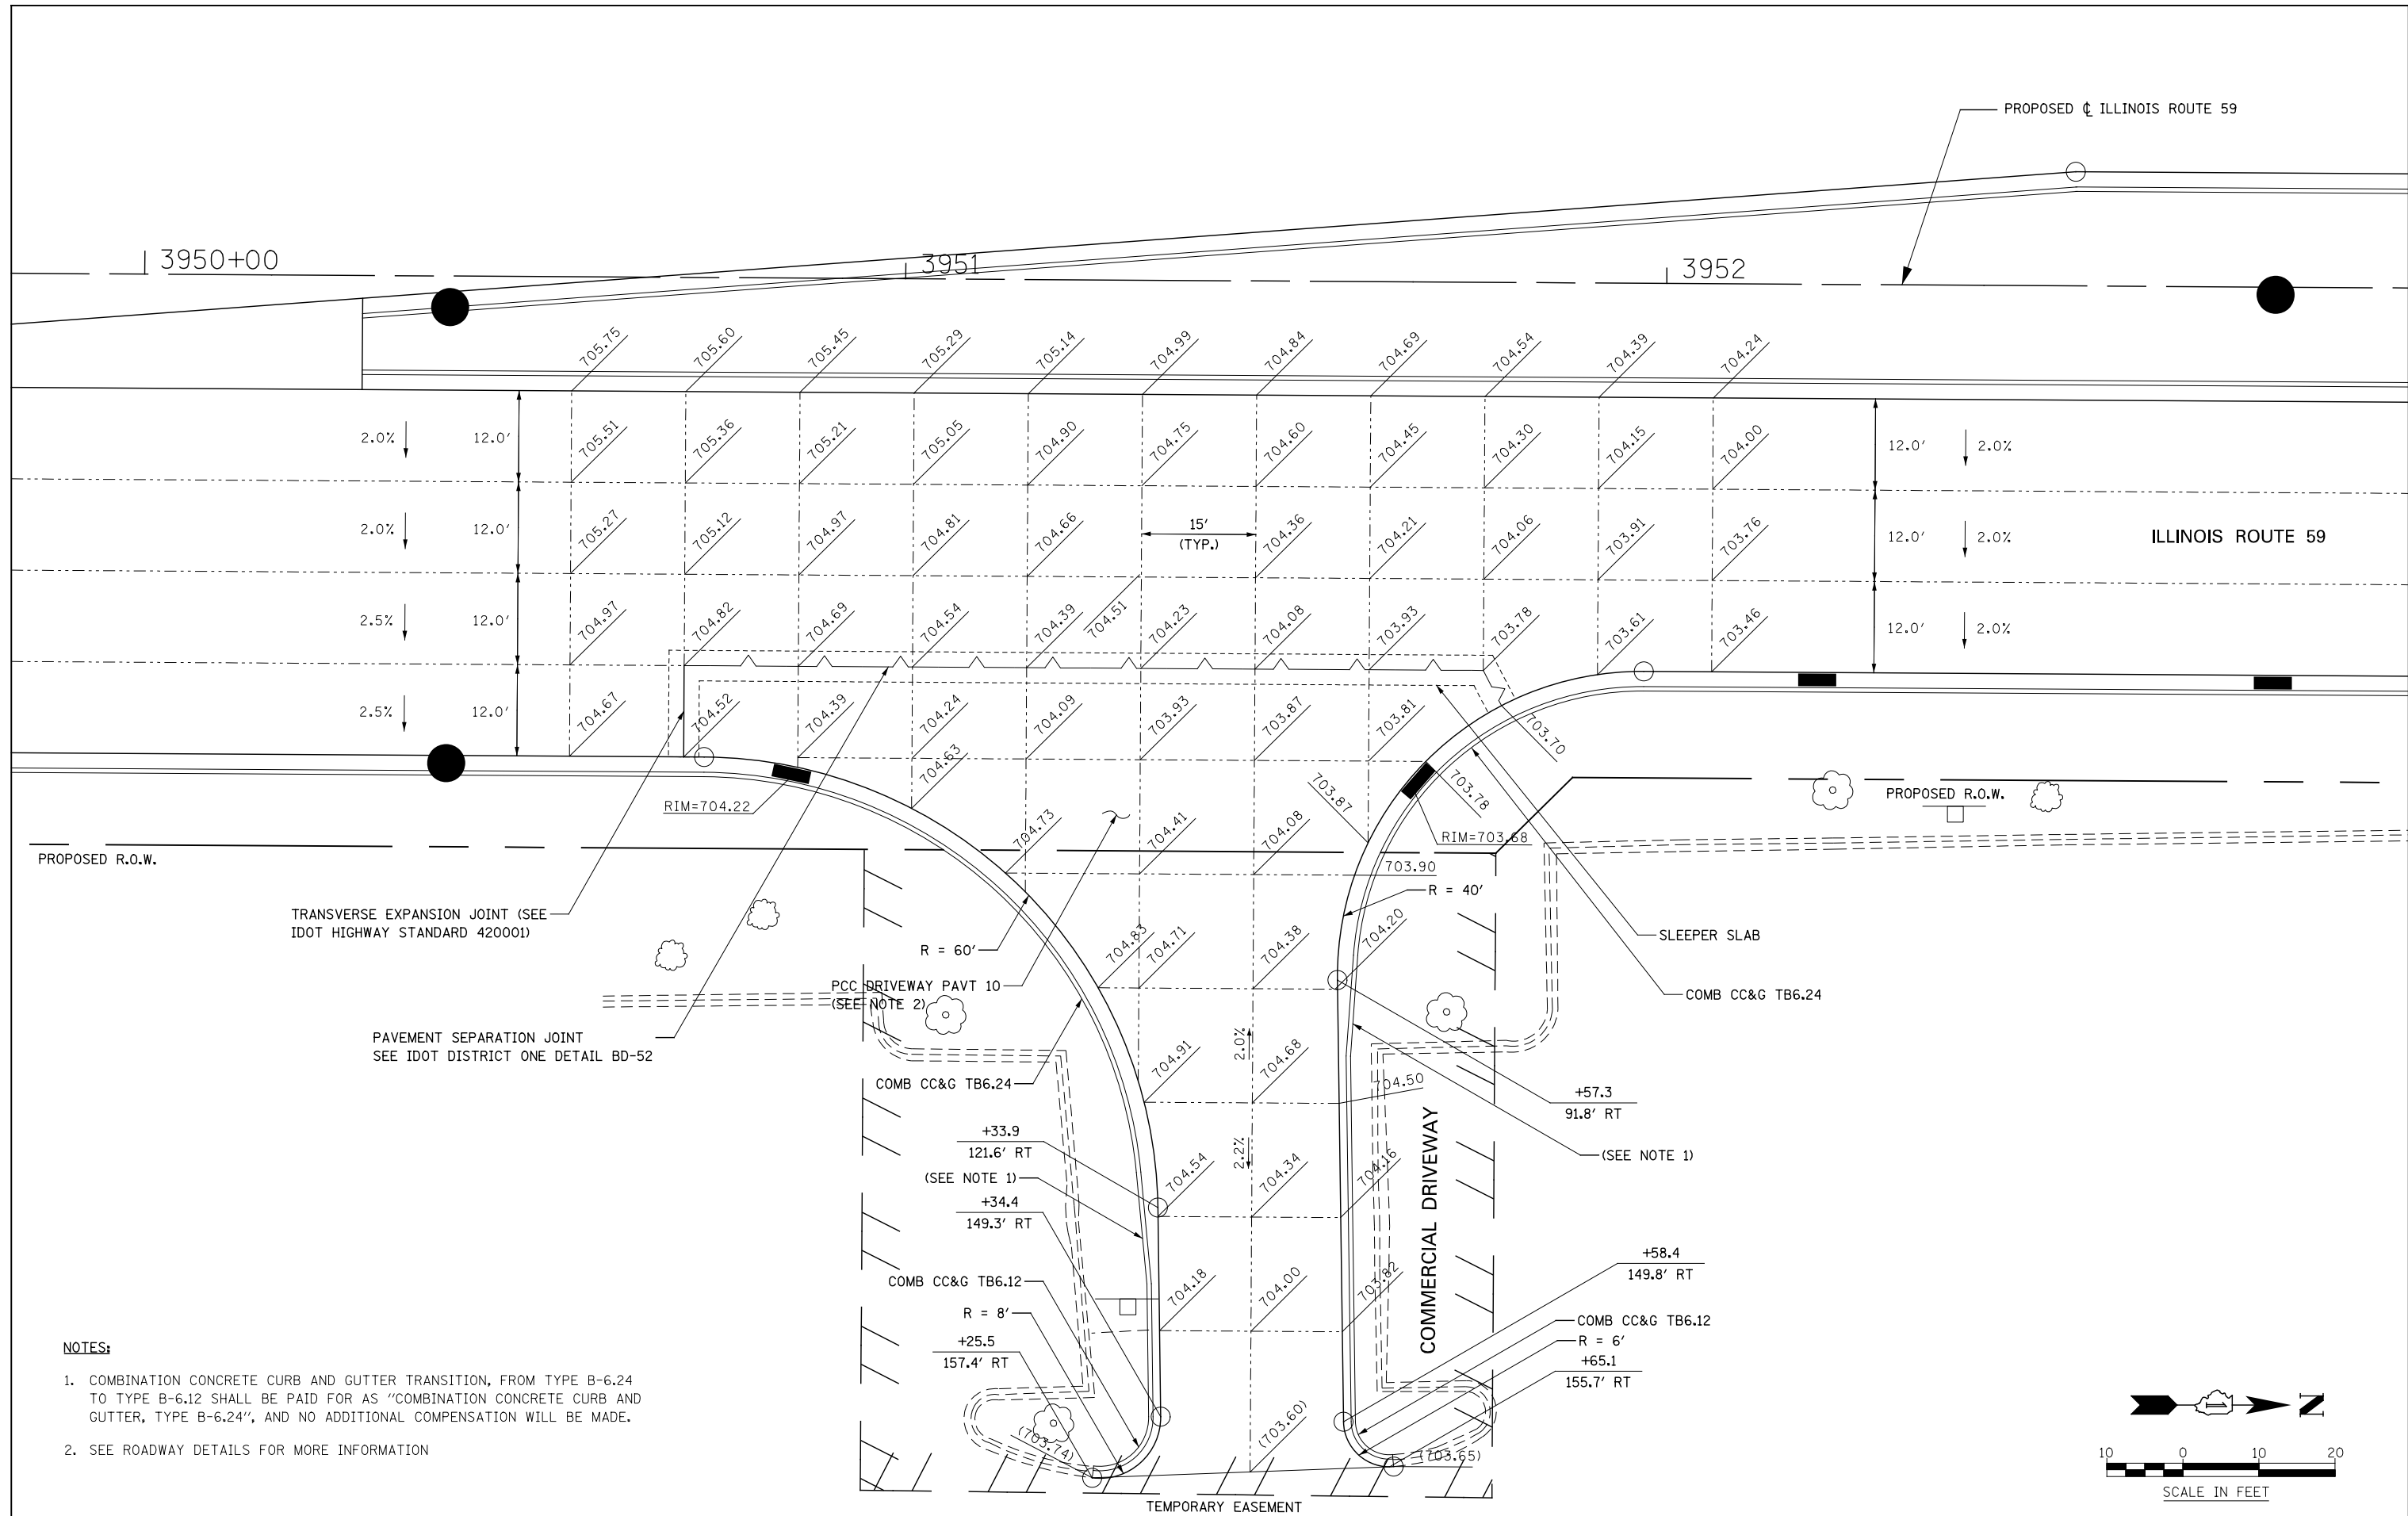 PROPOSED ℄ ILLINOIS ROUTE 59
3950+00
3951
3952
705.75
705.60
705.45
705.29
705.14
704.99
704.84
704.69
704.54
704.39
704.24
2.0%
12.0'
705.51
705.36
705.21
705.05
704.90
704.75
704.60
704.45
704.30
704.15
704.00
12.0'
2.0%
2.0%
12.0'
705.27
705.12
704.97
704.81
704.66
15'
(TYP.)
704.36
704.21
704.06
703.91
703.76
12.0'
2.0%
ILLINOIS ROUTE 59
2.5%
12.0'
704.97
704.82
704.69
704.54
704.39
704.51
704.23
704.08
703.93
703.78
703.61
703.46
12.0'
2.0%
2.5%
12.0'
704.67
704.52
704.39
704.24
704.09
703.93
703.87
703.81
703.70
704.63
RIM=704.22
703.87
703.78
RIM=703.68
PROPOSED R.O.W.
PROPOSED R.O.W.
704.73
704.41
704.08
703.90
R = 40'
TRANSVERSE EXPANSION JOINT (SEE
IDOT HIGHWAY STANDARD 420001)
R = 60'
704.83
704.71
704.38
704.20
SLEEPER SLAB
PCC DRIVEWAY PAVT 10
(SEE NOTE 2)
COMB CC&G TB6.24
PAVEMENT SEPARATION JOINT
SEE IDOT DISTRICT ONE DETAIL BD-52
2.0%
704.91
704.68
704.50
COMB CC&G TB6.24
+57.3
91.8' RT
+33.9
121.6' RT
2.2%
(SEE NOTE 1)
(SEE NOTE 1)
704.54
704.34
704.16
COMMERCIAL DRIVEWAY
+34.4
149.3' RT
+58.4
149.8' RT
COMB CC&G TB6.12
704.18
704.00
703.82
R = 8'
COMB CC&G TB6.12
R = 6'
+25.5
157.4' RT
+65.1
155.7' RT
(703.74)
(703.60)
(703.65)
TEMPORARY EASEMENT
NOTES:
1. COMBINATION CONCRETE CURB AND GUTTER TRANSITION, FROM TYPE B-6.24
TO TYPE B-6.12 SHALL BE PAID FOR AS "COMBINATION CONCRETE CURB AND
GUTTER, TYPE B-6.24", AND NO ADDITIONAL COMPENSATION WILL BE MADE.
2. SEE ROADWAY DETAILS FOR MORE INFORMATION
N
10 0 10 20
SCALE IN FEET